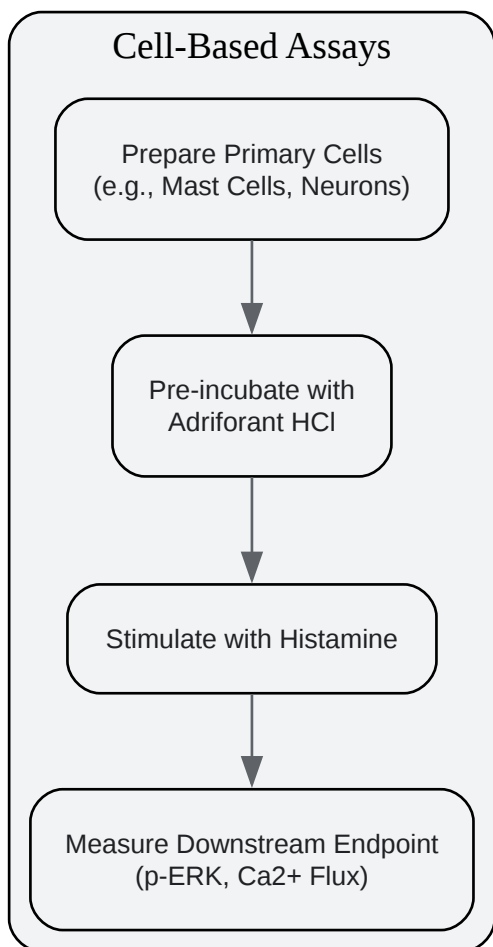 Cell-Based Assays
Prepare Primary Cells
(e.g., Mast Cells, Neurons)
Pre-incubate with
Adriforant HCl
Stimulate with Histamine
Measure Downstream Endpoint
(p-ERK, Ca2+ Flux)